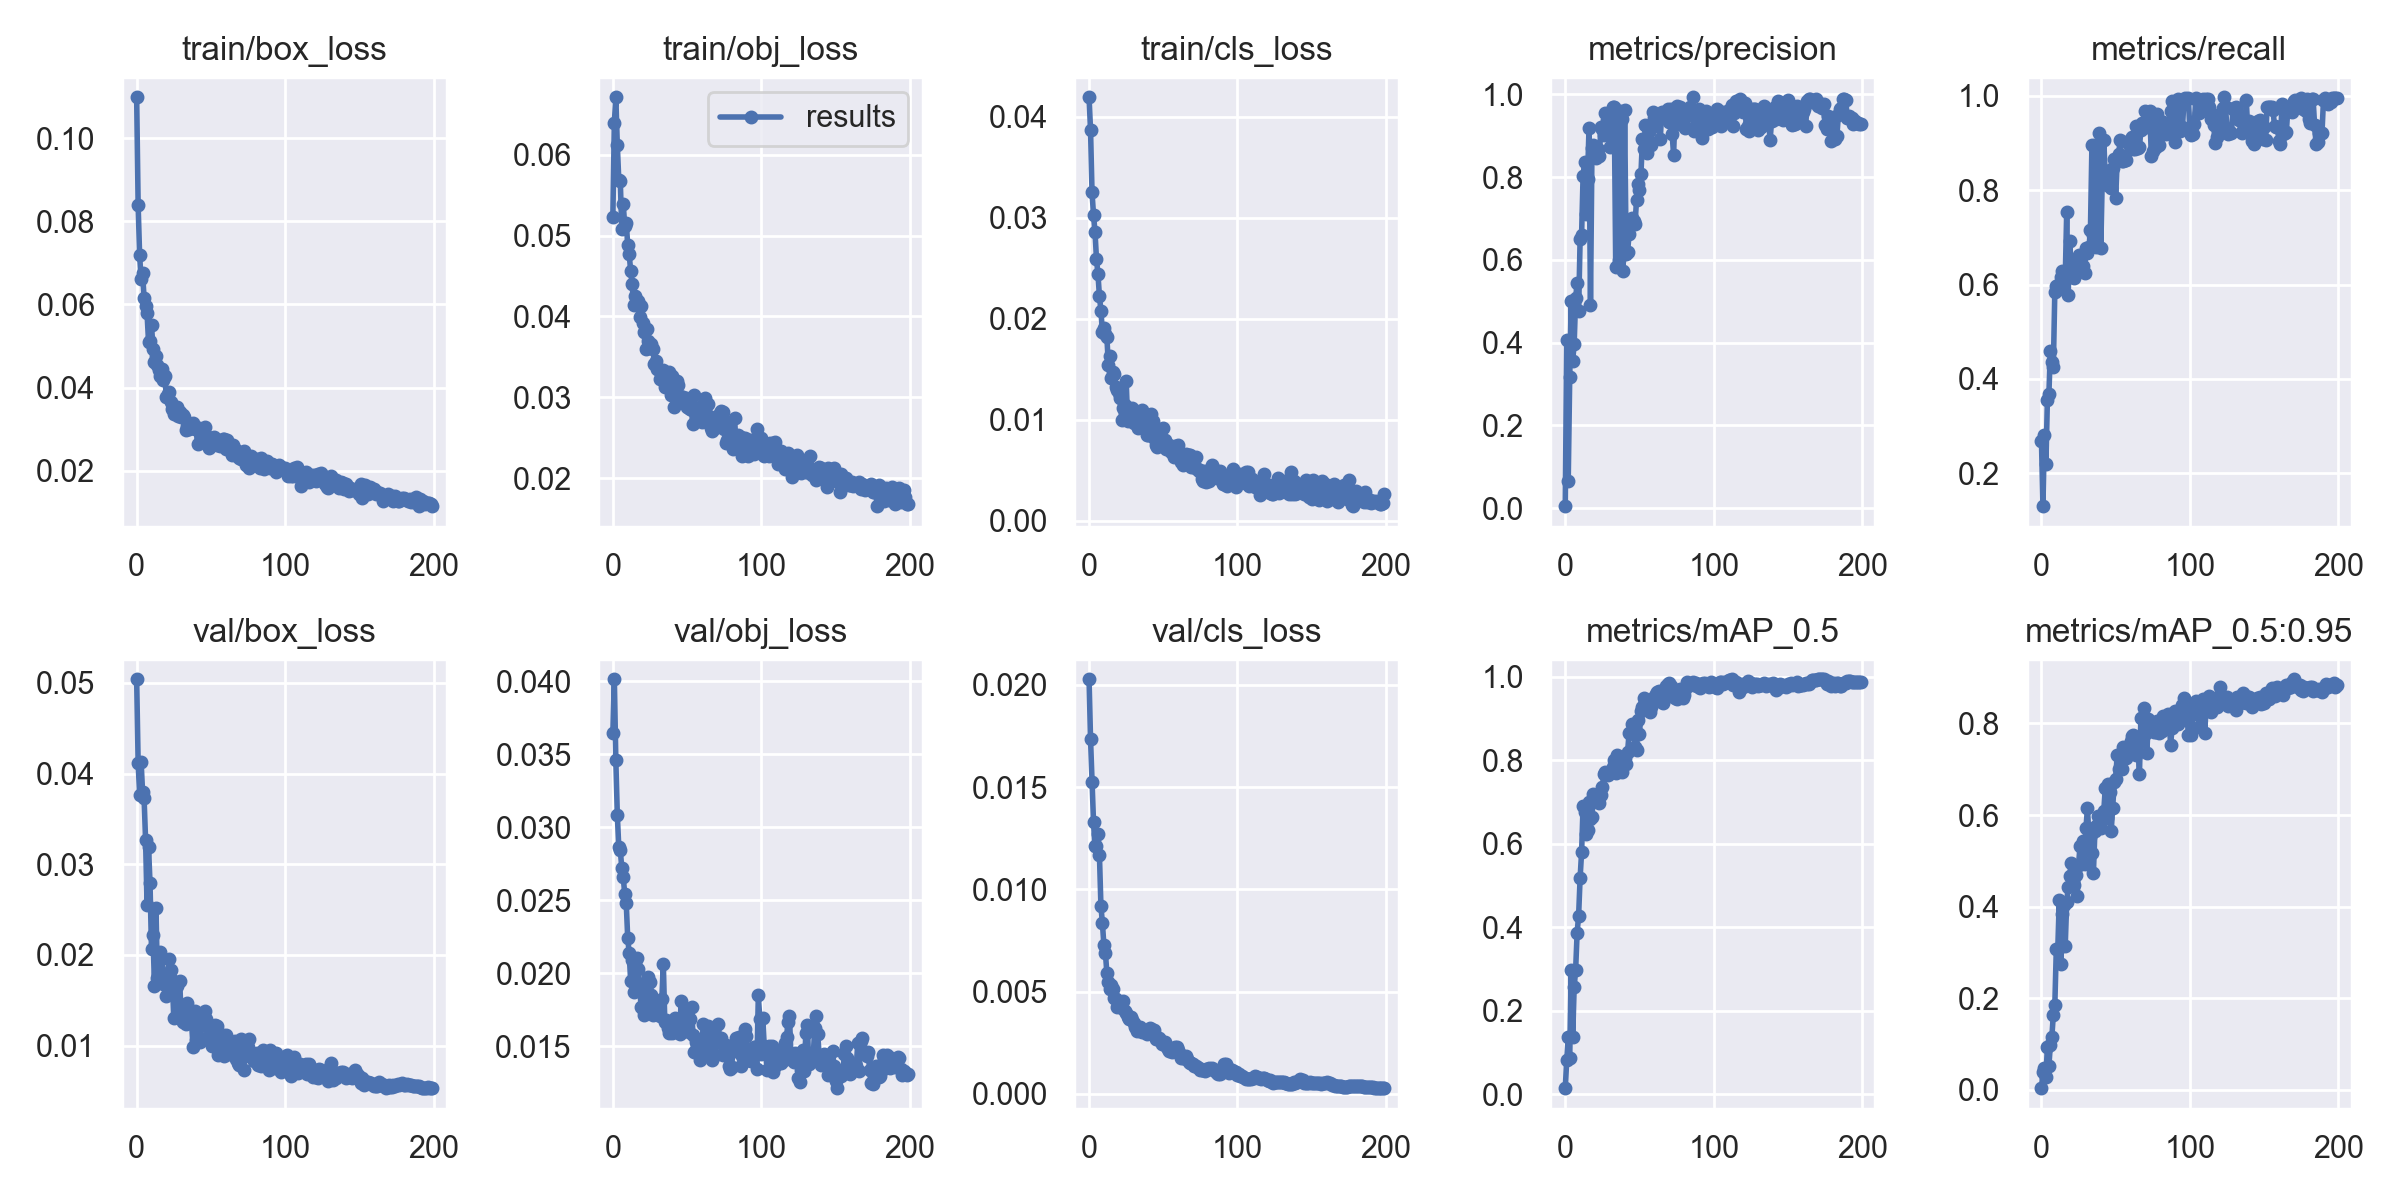 train/box_loss
0.10
0.08
0.06
0.04
0.02
0 100 200
train/obj_loss
results
0.06
0.05
0.04
0.03
0.02
0 100 200
train/cls_loss
0.04
0.03
0.02
0.01
0.00
0 100 200
metrics/precision
1.0
0.8
0.6
0.4
0.2
0.0
0 100 200
metrics/recall
1.0
0.8
0.6
0.4
0.2
0 100 200
val/box_loss
0.05
0.04
0.03
0.02
0.01
0 100 200
val/obj_loss
0.040
0.035
0.030
0.025
0.020
0.015
0 100 200
val/cls_loss
0.020
0.015
0.010
0.005
0.000
0 100 200
metrics/mAP_0.5
1.0
0.8
0.6
0.4
0.2
0.0
0 100 200
metrics/mAP_0.5:0.95
0.8
0.6
0.4
0.2
0.0
0 100 200